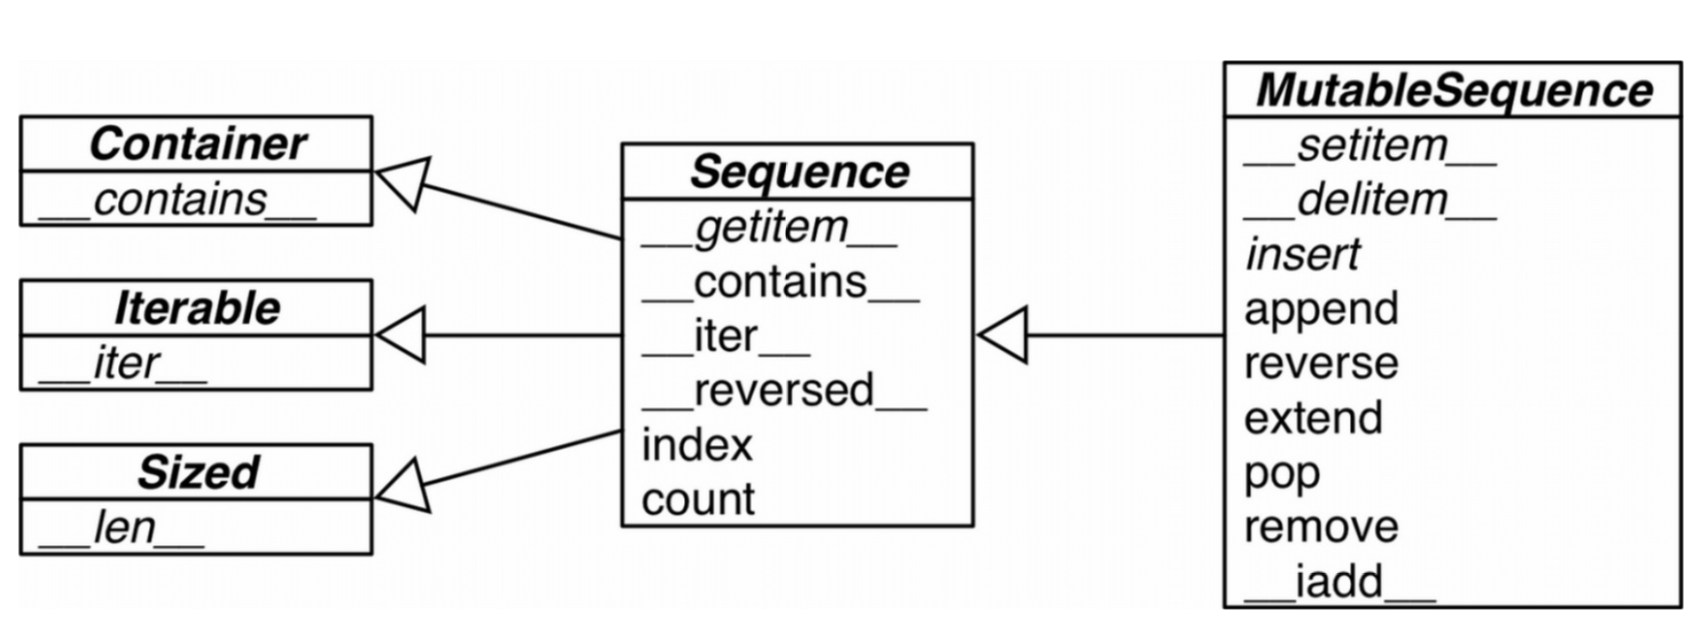 Container
__contains__
Iterable
__iter__
Sized
__len__
Sequence
__getitem__
__contains__
__iter__
__reversed__
index
count
MutableSequence
__setitem__
__delitem__
insert
append
reverse
extend
pop
remove
__iadd__